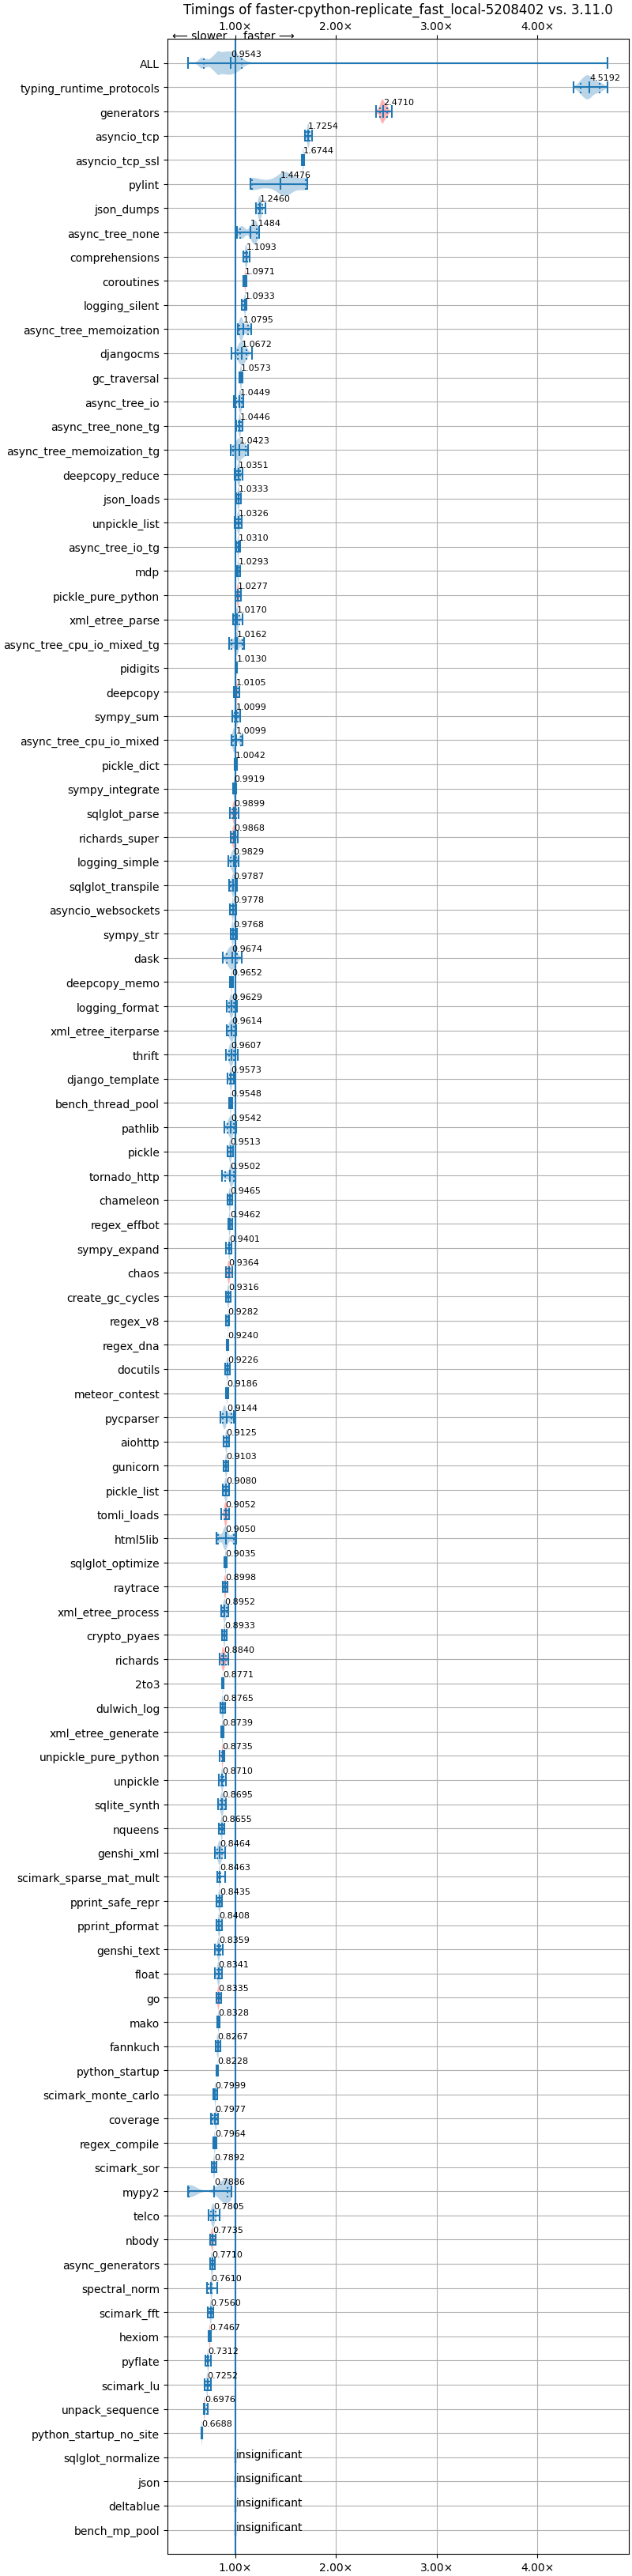 Timings of faster-cpython-replicate_fast_local-5208402 vs. 3.11.0
1.00× 2.00× 3.00× 4.00×
⟵ slower faster ⟶
ALL 0.9543
typing_runtime_protocols 4.5192
generators 2.4710
asyncio_tcp 1.7254
asyncio_tcp_ssl 1.6744
pylint 1.4476
json_dumps 1.2460
async_tree_none 1.1484
comprehensions 1.1093
coroutines 1.0971
logging_silent 1.0933
async_tree_memoization 1.0795
djangocms 1.0672
gc_traversal 1.0573
async_tree_io 1.0449
async_tree_none_tg 1.0446
async_tree_memoization_tg 1.0423
deepcopy_reduce 1.0351
json_loads 1.0333
unpickle_list 1.0326
async_tree_io_tg 1.0310
mdp 1.0293
pickle_pure_python 1.0277
xml_etree_parse 1.0170
async_tree_cpu_io_mixed_tg 1.0162
pidigits 1.0130
deepcopy 1.0105
sympy_sum 1.0099
async_tree_cpu_io_mixed 1.0099
pickle_dict 1.0042
sympy_integrate 0.9919
sqlglot_parse 0.9899
richards_super 0.9868
logging_simple 0.9829
sqlglot_transpile 0.9787
asyncio_websockets 0.9778
sympy_str 0.9768
dask 0.9674
deepcopy_memo 0.9652
logging_format 0.9629
xml_etree_iterparse 0.9614
thrift 0.9607
django_template 0.9573
bench_thread_pool 0.9548
pathlib 0.9542
pickle 0.9513
tornado_http 0.9502
chameleon 0.9465
regex_effbot 0.9462
sympy_expand 0.9401
chaos 0.9364
create_gc_cycles 0.9316
regex_v8 0.9282
regex_dna 0.9240
docutils 0.9226
meteor_contest 0.9186
pycparser 0.9144
aiohttp 0.9125
gunicorn 0.9103
pickle_list 0.9080
tomli_loads 0.9052
html5lib 0.9050
sqlglot_optimize 0.9035
raytrace 0.8998
xml_etree_process 0.8952
crypto_pyaes 0.8933
richards 0.8840
2to3 0.8771
dulwich_log 0.8765
xml_etree_generate 0.8739
unpickle_pure_python 0.8735
unpickle 0.8710
sqlite_synth 0.8695
nqueens 0.8655
genshi_xml 0.8464
scimark_sparse_mat_mult 0.8463
pprint_safe_repr 0.8435
pprint_pformat 0.8408
genshi_text 0.8359
float 0.8341
go 0.8335
mako 0.8328
fannkuch 0.8267
python_startup 0.8228
scimark_monte_carlo 0.7999
coverage 0.7977
regex_compile 0.7964
scimark_sor 0.7892
mypy2 0.7886
telco 0.7805
nbody 0.7735
async_generators 0.7710
spectral_norm 0.7610
scimark_fft 0.7560
hexiom 0.7467
pyflate 0.7312
scimark_lu 0.7252
unpack_sequence 0.6976
python_startup_no_site 0.6688
sqlglot_normalize insignificant
json insignificant
deltablue insignificant
bench_mp_pool insignificant
1.00× 2.00× 3.00× 4.00×